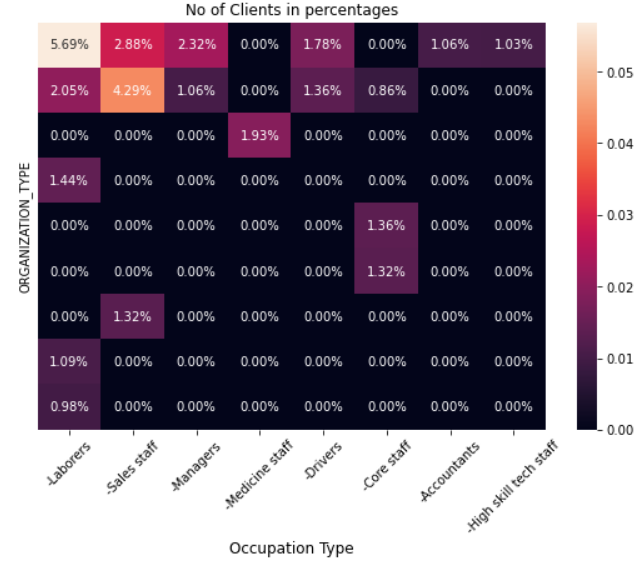 No of Clients in percentages
5.69% 2.88% 2.32% 0.00% 1.78% 0.00% 1.06% 1.03%
2.05% 4.29% 1.06% 0.00% 1.36% 0.86% 0.00% 0.00%
0.00% 0.00% 0.00% 1.93% 0.00% 0.00% 0.00% 0.00%
1.44% 0.00% 0.00% 0.00% 0.00% 0.00% 0.00% 0.00%
0.00% 0.00% 0.00% 0.00% 0.00% 1.36% 0.00% 0.00%
0.00% 0.00% 0.00% 0.00% 0.00% 1.32% 0.00% 0.00%
0.00% 1.32% 0.00% 0.00% 0.00% 0.00% 0.00% 0.00%
1.09% 0.00% 0.00% 0.00% 0.00% 0.00% 0.00% 0.00%
0.98% 0.00% 0.00% 0.00% 0.00% 0.00% 0.00% 0.00%
ORGANIZATION_TYPE
-Laborers
-Sales staff
-Managers
-Medicine staff
-Drivers
-Core staff
-Accountants
-High skill tech staff
Occupation Type
0.05
0.04
0.03
0.02
0.01
0.00